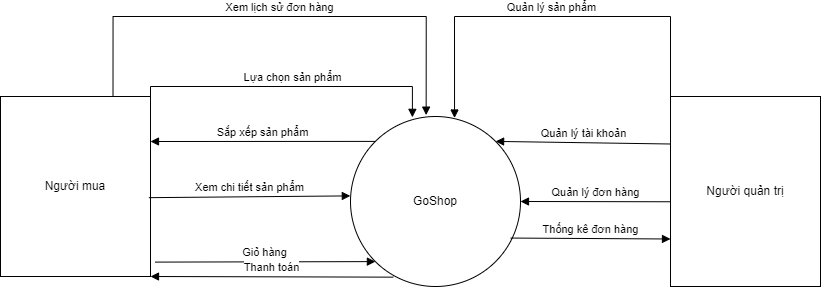 Xem lịch sử đơn hàng
Quản lý sản phẩm
Lựa chọn sản phẩm
Sắp xếp sản phẩm
Quản lý tài khoản
Người mua
Xem chi tiết sản phẩm
GoShop
Quản lý đơn hàng
Người quản trị
Thống kê đơn hàng
Giỏ hàng
Thanh toán